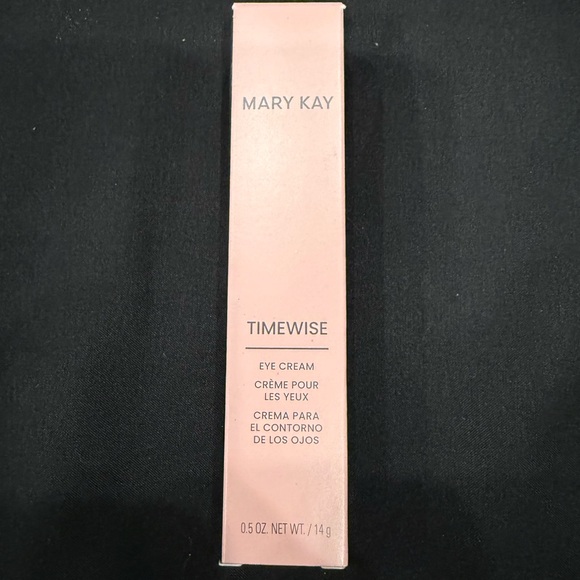 MARY KAY
TIMEWISE
EYE CREAM
CRÈME POUR
LES YEUX
CREMA PARA
EL CONTORNO
DE LOS OJOS
0.5 OZ. NET WT. / 14 g